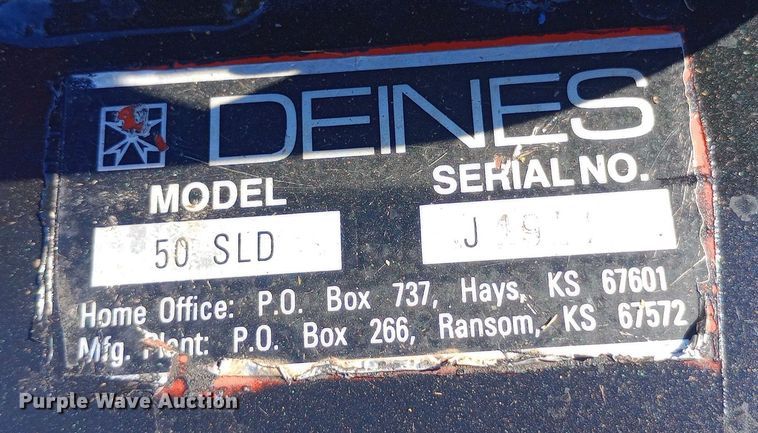 DEINES
MODEL
SERIAL NO.
50 SLD
J
Home Office: P.O. Box 737, Hays, KS 67601
Mfg. Plant: P.O. Box 266, Ransom, KS 67572
Purple Wave Auction